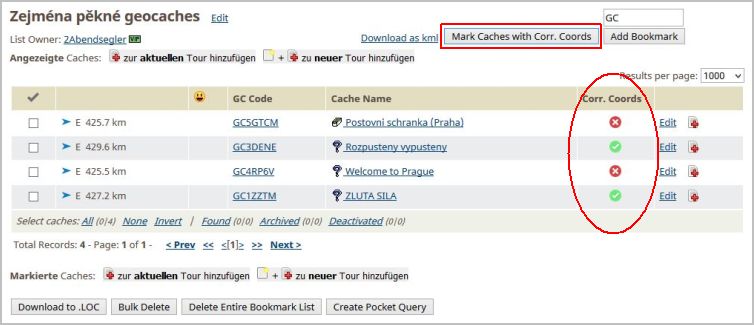 Zejména pěkné geocaches Edit GC
List Owner: 2Abendsegler VIP Download as kml Mark Caches with Corr. Coords Add Bookmark
Angezeigte Caches: zur aktuellen Tour hinzufügen + zu neuer Tour hinzufügen
Results per page: 1000
GC Code Cache Name Corr. Coords
E 425.7 km GC5GTCM Postovni schranka (Praha) Edit
E 429.6 km GC3DENE Rozpusteny vypusteny Edit
E 425.5 km GC4RP6V Welcome to Prague Edit
E 427.2 km GC1ZZTM ZLUTA SILA Edit
Select caches: All (0|4) None Invert | Found (0|0) Archived (0|0) Deactivated (0|0)
Total Records: 4 - Page: 1 of 1 - < Prev << <[1]> >> Next >
Markierte Caches: zur aktuellen Tour hinzufügen + zu neuer Tour hinzufügen
Download to .LOC Bulk Delete Delete Entire Bookmark List Create Pocket Query